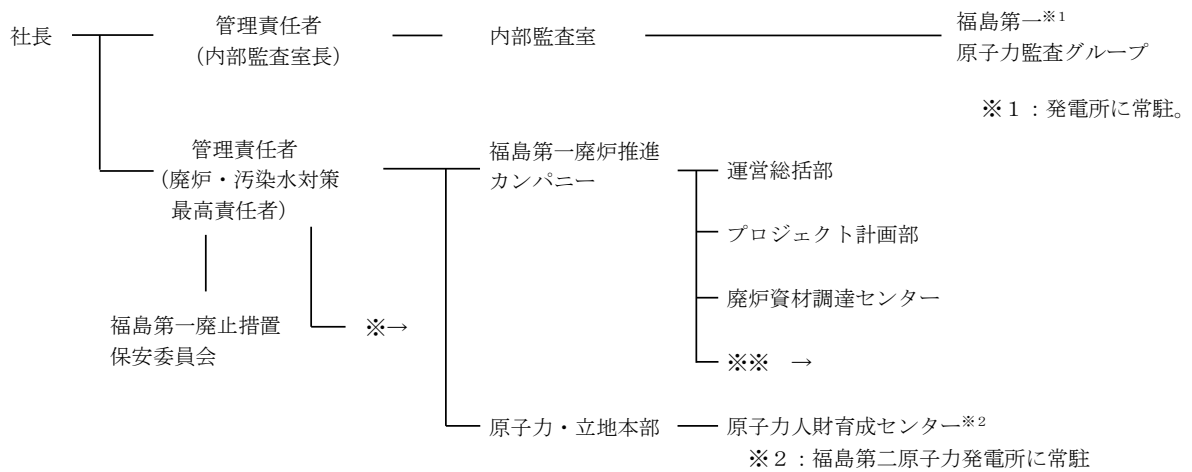 社長
管理責任者
(内部監査室長)
内部監査室
福島第一※1
原子力監査グループ
※1：発電所に常駐。
管理責任者
(廃炉・汚染水対策
最高責任者)
福島第一廃炉推進
カンパニー
運営総括部
プロジェクト計画部
廃炉資材調達センター
※※ →
福島第一廃止措置
保安委員会
※→
原子力・立地本部
原子力人財育成センター※2
※2：福島第二原子力発電所に常駐